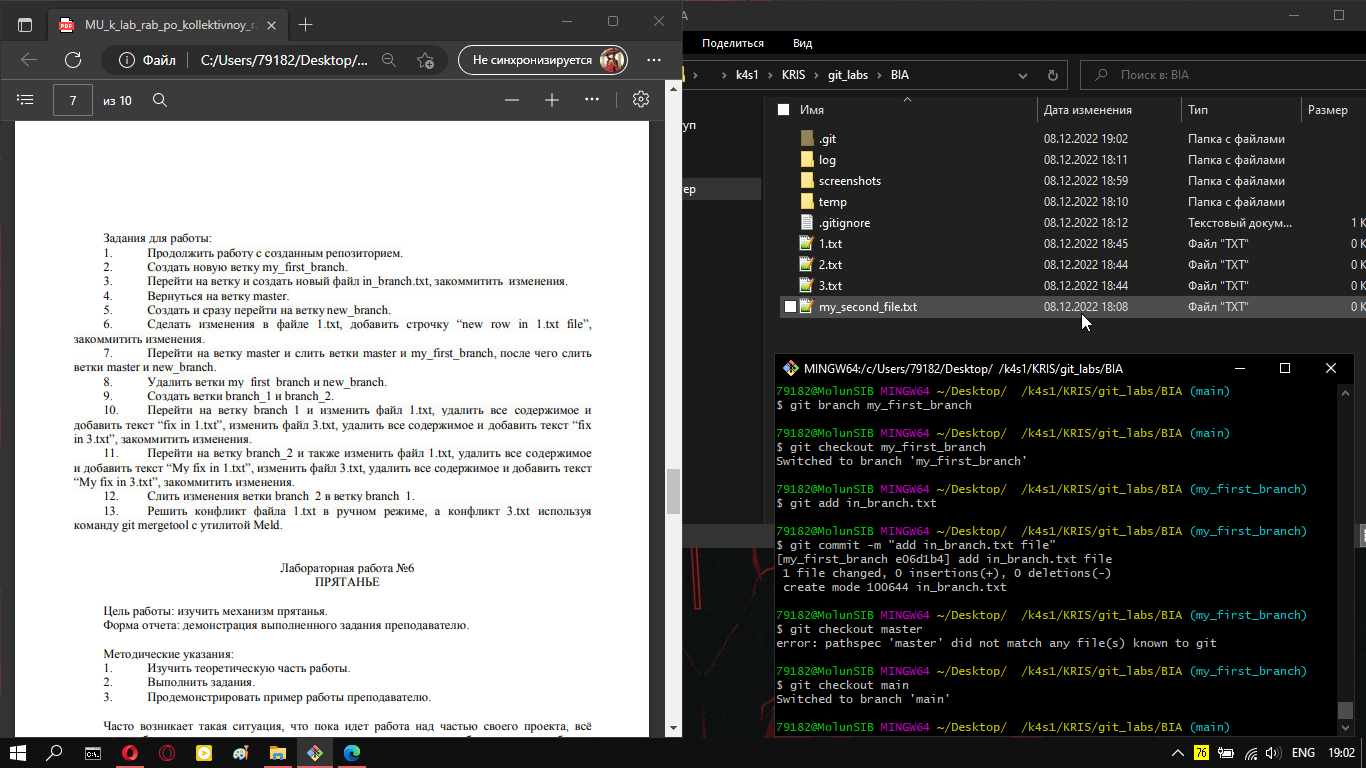 MU_k_lab_rab_po_kollektivnoy_r
Файл
C:/Users/79182/Desktop/...
Не синхронизируется
7
из 10
Задания для работы:
1. Продолжить работу с созданным репозиторием.
2. Создать новую ветку my_first_branch.
3. Перейти на ветку и создать новый файл in_branch.txt, закоммитить изменения.
4. Вернуться на ветку master.
5. Создать и сразу перейти на ветку new_branch.
6. Сделать изменения в файле 1.txt, добавить строчку “new row in 1.txt file”,
закоммитить изменения.
7. Перейти на ветку master и слить ветки master и my_first_branch, после чего слить
ветки master и new_branch.
8. Удалить ветки my_first_branch и new_branch.
9. Создать ветки branch_1 и branch_2.
10. Перейти на ветку branch_1 и изменить файл 1.txt, удалить все содержимое и
добавить текст “fix in 1.txt”, изменить файл 3.txt, удалить все содержимое и добавить текст “fix
in 3.txt”, закоммитить изменения.
11. Перейти на ветку branch_2 и также изменить файл 1.txt, удалить все содержимое
и добавить текст “My fix in 1.txt”, изменить файл 3.txt, удалить все содержимое и добавить текст
“My fix in 3.txt”, закоммитить изменения.
12. Слить изменения ветки branch_2 в ветку branch_1.
13. Решить конфликт файла 1.txt в ручном режиме, а конфликт 3.txt используя
команду git mergetool с утилитой Meld.
Лабораторная работа №6
ПРЯТАНЬЕ
Цель работы: изучить механизм прятанья.
Форма отчета: демонстрация выполненного задания преподавателю.
Методические указания:
1. Изучить теоретическую часть работы.
2. Выполнить задания.
3. Продемонстрировать пример работы преподавателю.
Часто возникает такая ситуация, что пока идет работа над частью своего проекта, всё
Поделиться Вид
k4s1 KRIS git_labs BIA
Поиск в: BIA
Имя Дата изменения Тип Размер
.git 08.12.2022 19:02 Папка с файлами
log 08.12.2022 18:11 Папка с файлами
screenshots 08.12.2022 18:59 Папка с файлами
temp 08.12.2022 18:10 Папка с файлами
.gitignore 08.12.2022 18:12 Текстовый докум... 1 К
1.txt 08.12.2022 18:45 Файл "TXT" 0 К
2.txt 08.12.2022 18:44 Файл "TXT" 0 К
3.txt 08.12.2022 18:44 Файл "TXT" 0 К
my_second_file.txt 08.12.2022 18:08 Файл "TXT" 0 К
MINGW64:/c/Users/79182/Desktop/ /k4s1/KRIS/git_labs/BIA
79182@MolunSIB MINGW64 ~/Desktop/ /k4s1/KRIS/git_labs/BIA (main)
$ git branch my_first_branch
79182@MolunSIB MINGW64 ~/Desktop/ /k4s1/KRIS/git_labs/BIA (main)
$ git checkout my_first_branch
Switched to branch 'my_first_branch'
79182@MolunSIB MINGW64 ~/Desktop/ /k4s1/KRIS/git_labs/BIA (my_first_branch)
$ git add in_branch.txt
79182@MolunSIB MINGW64 ~/Desktop/ /k4s1/KRIS/git_labs/BIA (my_first_branch)
$ git commit -m "add in_branch.txt file"
[my_first_branch e06d1b4] add in_branch.txt file
1 file changed, 0 insertions(+), 0 deletions(-)
create mode 100644 in_branch.txt
79182@MolunSIB MINGW64 ~/Desktop/ /k4s1/KRIS/git_labs/BIA (my_first_branch)
$ git checkout master
error: pathspec 'master' did not match any file(s) known to git
79182@MolunSIB MINGW64 ~/Desktop/ /k4s1/KRIS/git_labs/BIA (my_first_branch)
$ git checkout main
Switched to branch 'main'
79182@MolunSIB MINGW64 ~/Desktop/ /k4s1/KRIS/git_labs/BIA (main)
76
ENG
19:02